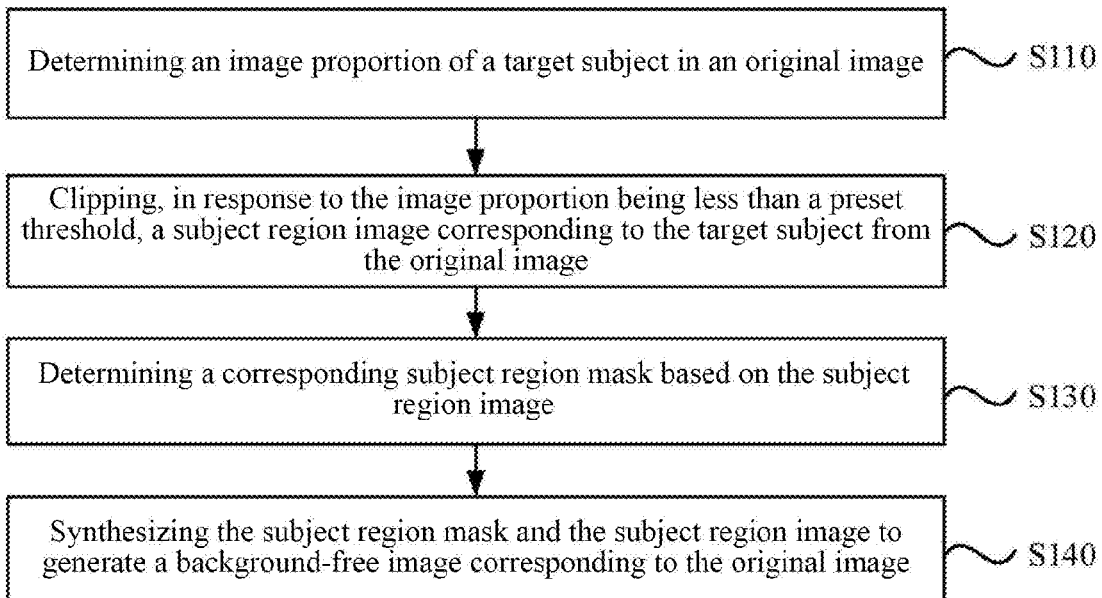 Determining an image proportion of a target subject in an original image
S110
Clipping, in response to the image proportion being less than a preset
threshold, a subject region image corresponding to the target subject from
the original image
S120
Determining a corresponding subject region mask based on the subject
region image
S130
Synthesizing the subject region mask and the subject region image to
generate a background-free image corresponding to the original image
S140